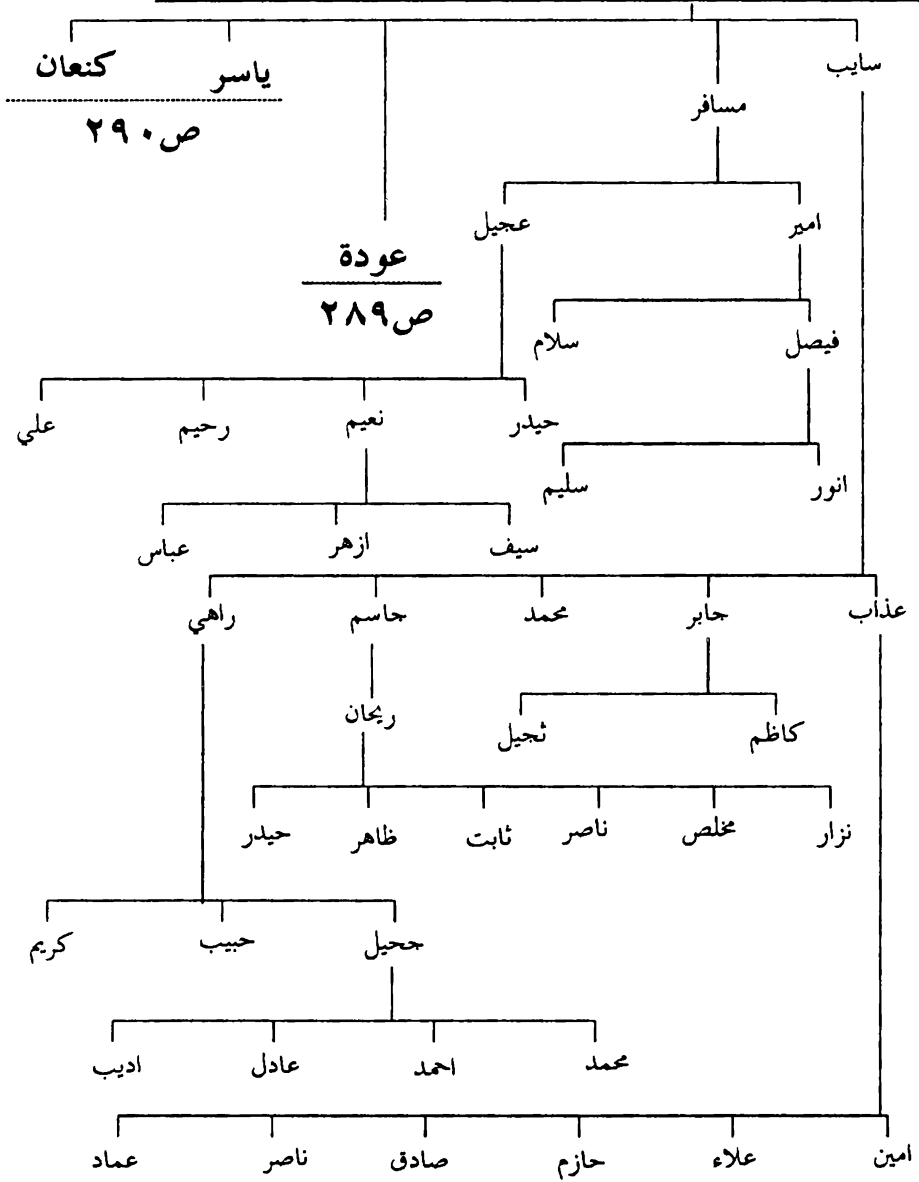 سايب
ياسر كنعان
ص٢٩٠
مسافر
امير عجيل
عودة
ص٢٨٩
فيصل سلام
حيدر نعيم رحيم علي
انور سليم
سيف ازهر عباس
عذاب جابر محمد جاسم راهي
ريحان
كاظم ثجيل
نزار مخلص ناصر ثابت ظاهر حيدر
جحيل حبيب كريم
محمد احمد عادل اديب
امين علاء حازم صادق ناصر عماد